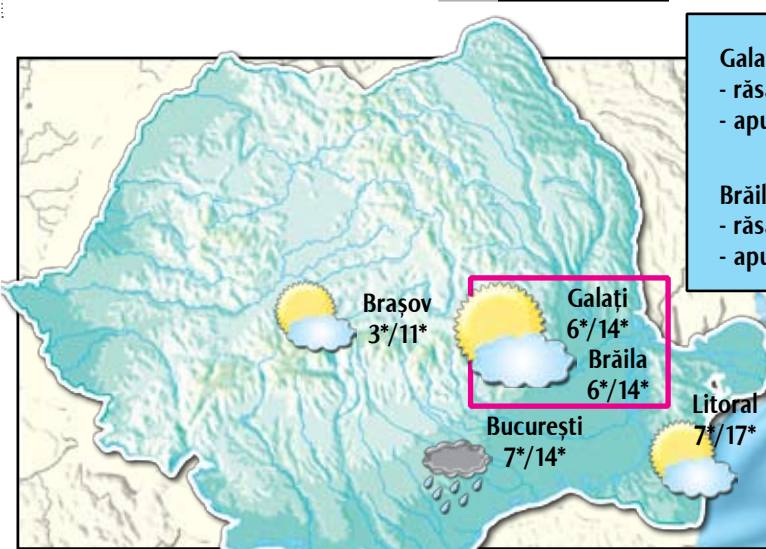 Brașov
3*/11*
Galați
6*/14*
Brăila
6*/14*
București
7*/14*
Litoral
7*/17*